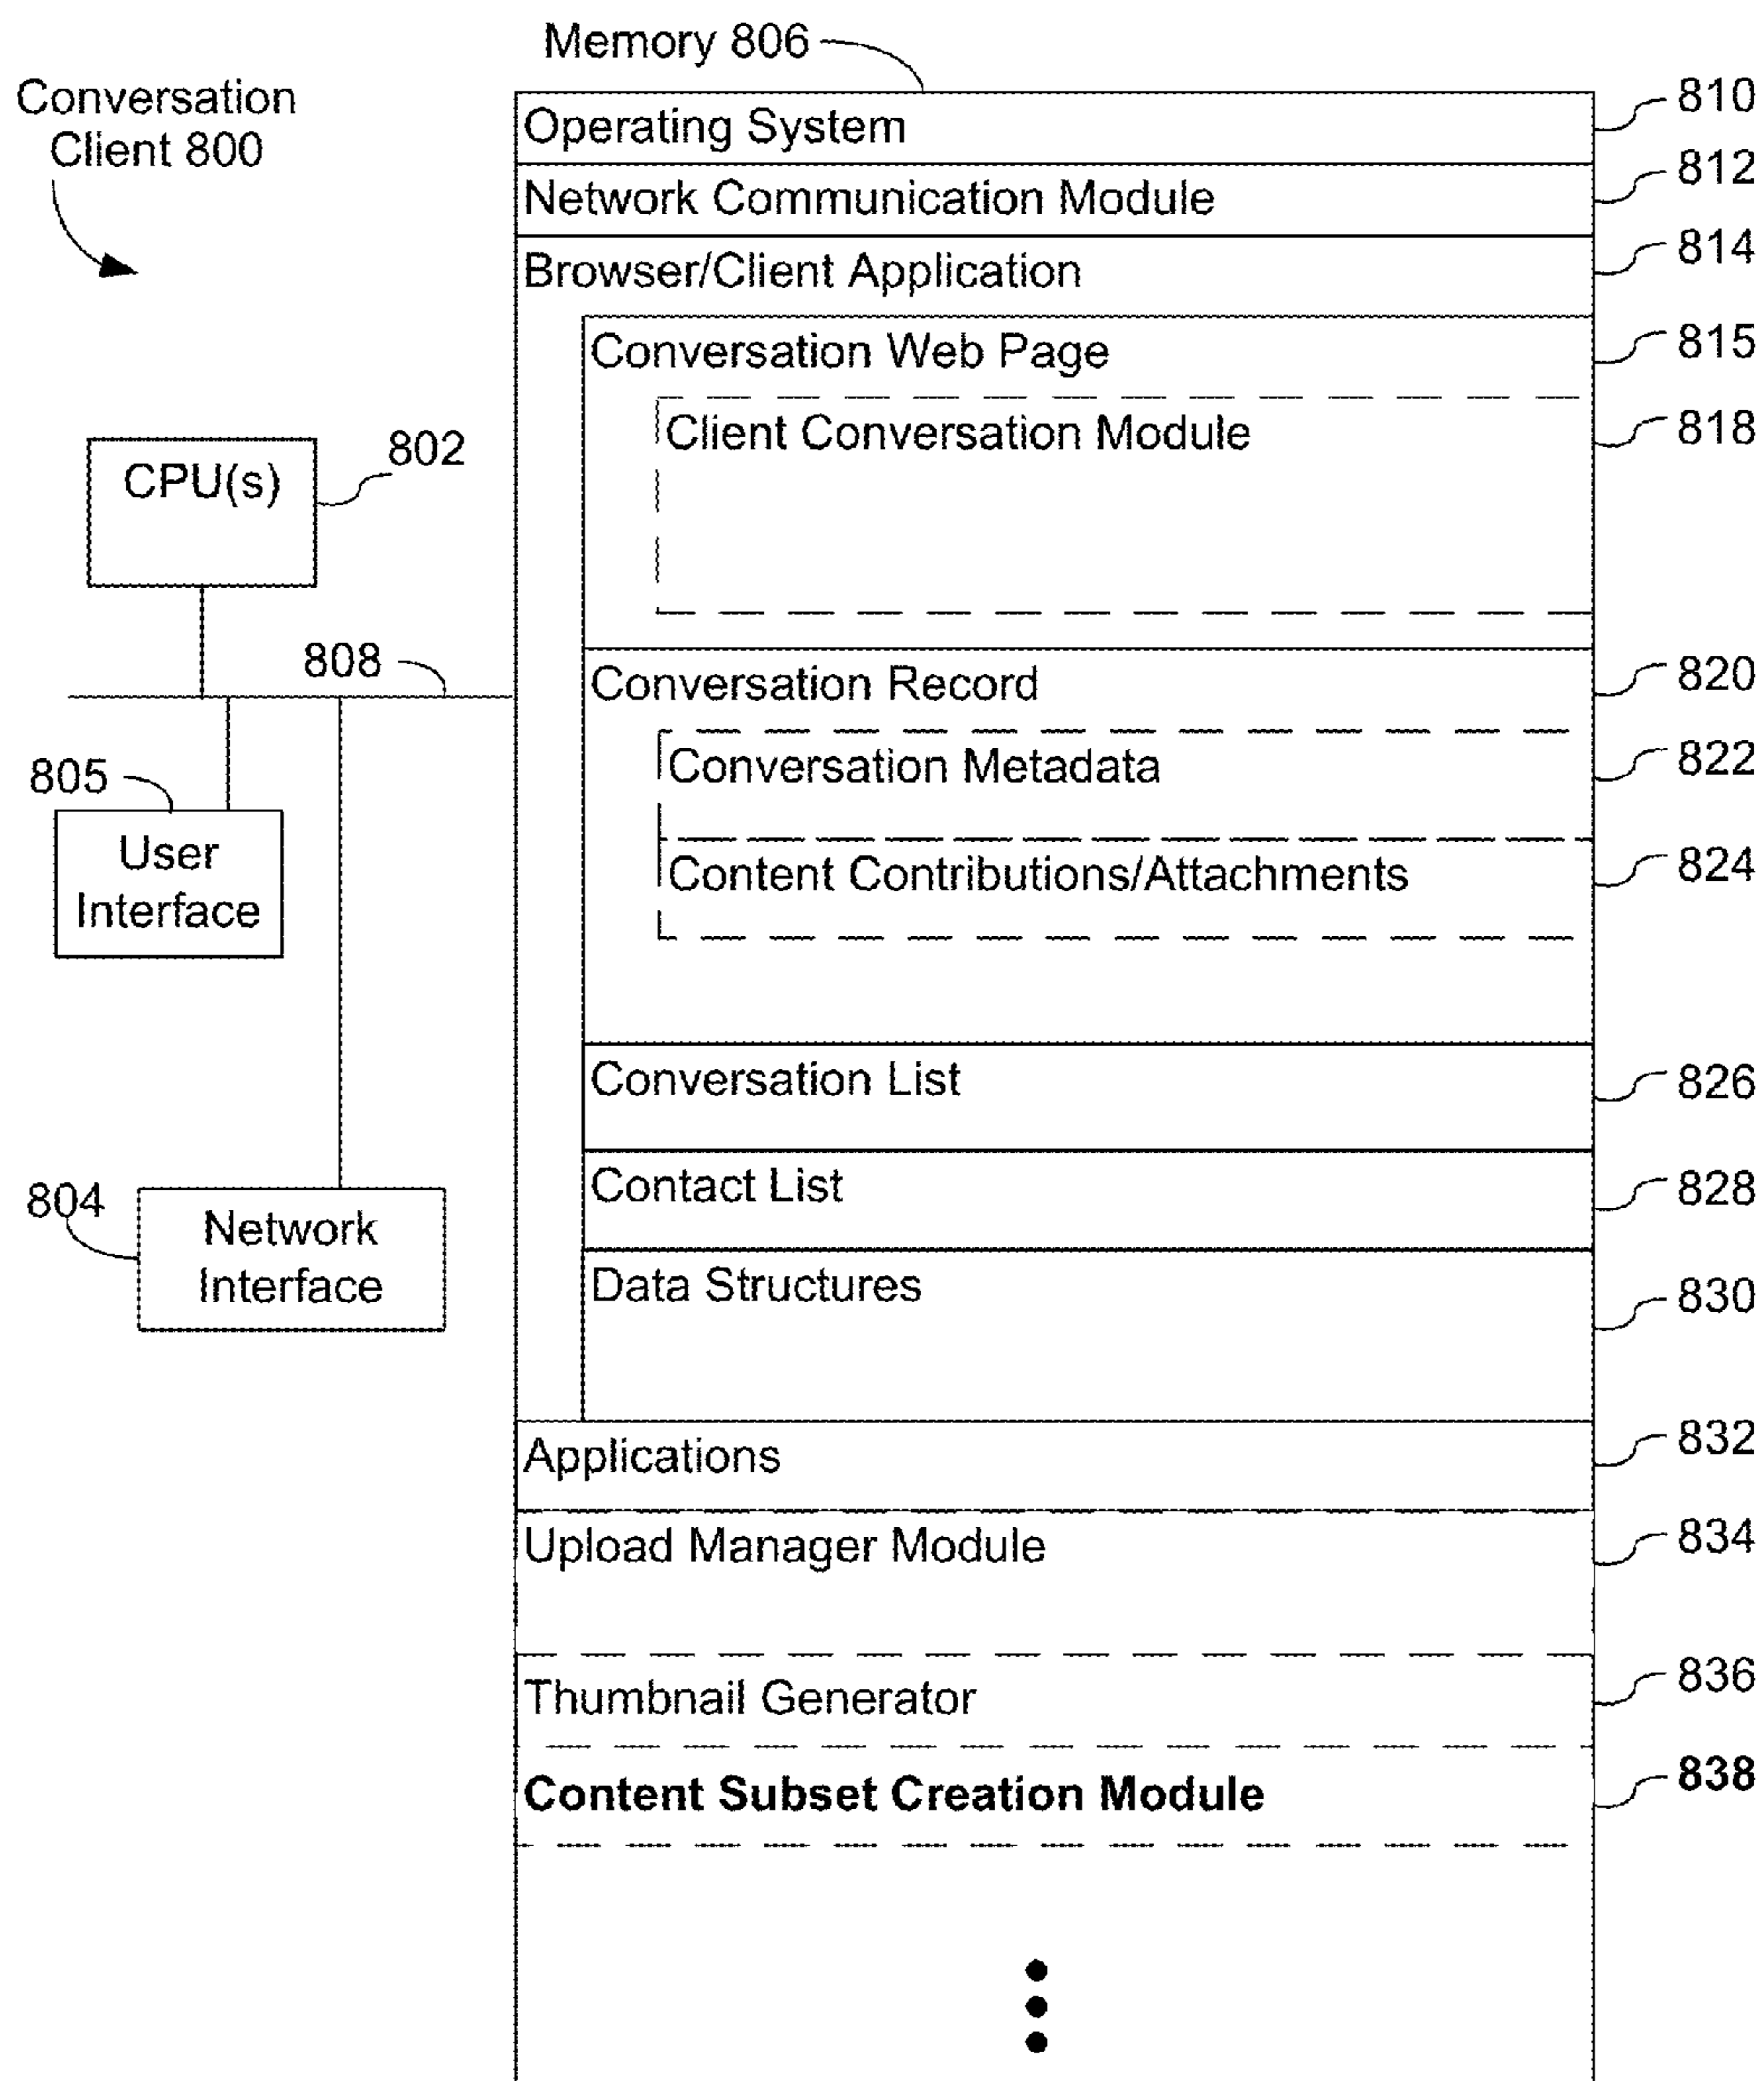 Memory 806
Conversation
Client 800
Operating System
810
Network Communication Module
812
Browser/Client Application
814
Conversation Web Page
815
Client Conversation Module
818
CPU(s)
802
808
Conversation Record
820
Conversation Metadata
822
805
User
Interface
Content Contributions/Attachments
824
Conversation List
826
Contact List
828
804
Network
Interface
Data Structures
830
Applications
832
Upload Manager Module
834
Thumbnail Generator
836
Content Subset Creation Module
838